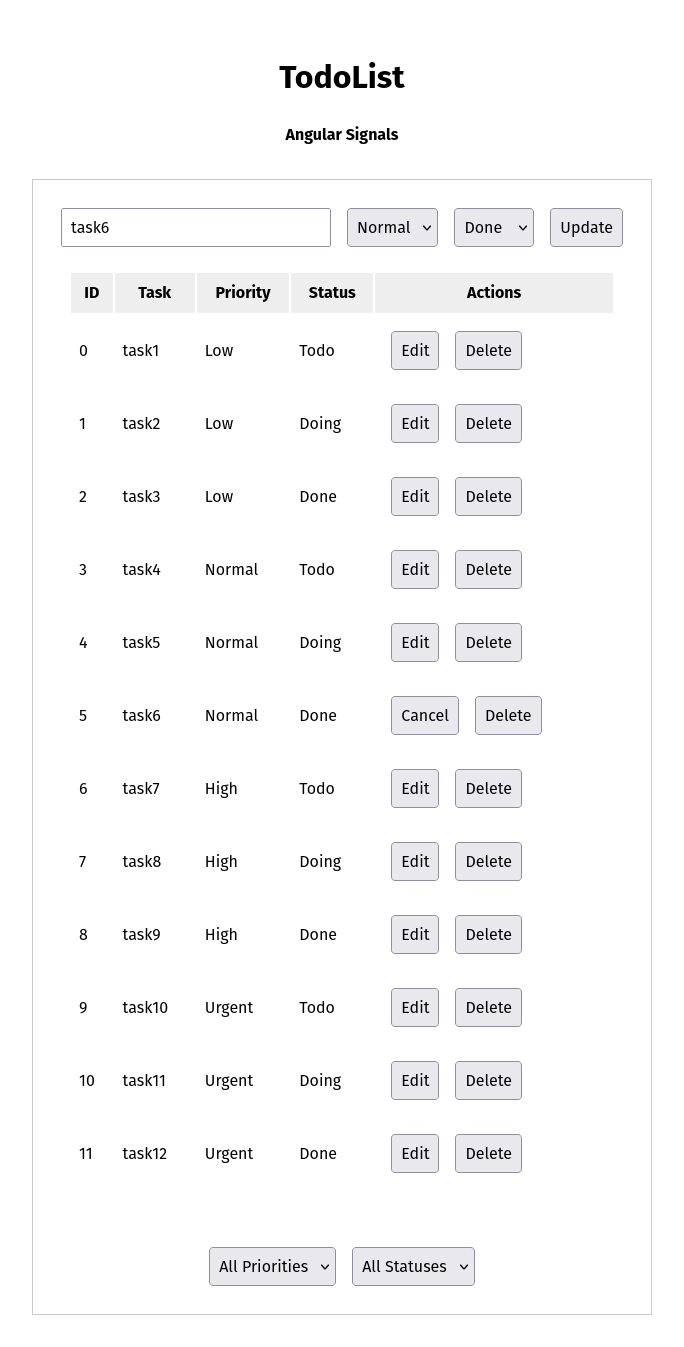 TodoList
Angular Signals
task6 Normal Done Update
ID Task Priority Status Actions
0 task1 Low Todo Edit Delete
1 task2 Low Doing Edit Delete
2 task3 Low Done Edit Delete
3 task4 Normal Todo Edit Delete
4 task5 Normal Doing Edit Delete
5 task6 Normal Done Cancel Delete
6 task7 High Todo Edit Delete
7 task8 High Doing Edit Delete
8 task9 High Done Edit Delete
9 task10 Urgent Todo Edit Delete
10 task11 Urgent Doing Edit Delete
11 task12 Urgent Done Edit Delete
All Priorities All Statuses